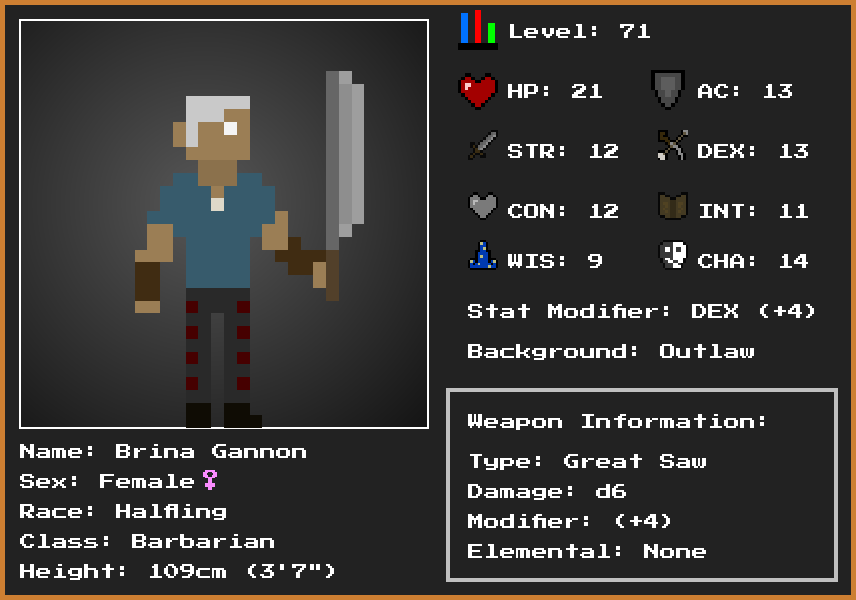 Level: 71
HP: 21 AC: 13
STR: 12 DEX: 13
CON: 12 INT: 11
WIS: 9 CHA: 14
Stat Modifier: DEX (+4)
Background: Outlaw
Weapon Information:
Type: Great Saw
Damage: d6
Modifier: (+4)
Elemental: None
Name: Brina Gannon
Sex: Female♀
Race: Halfling
Class: Barbarian
Height: 109cm (3'7")